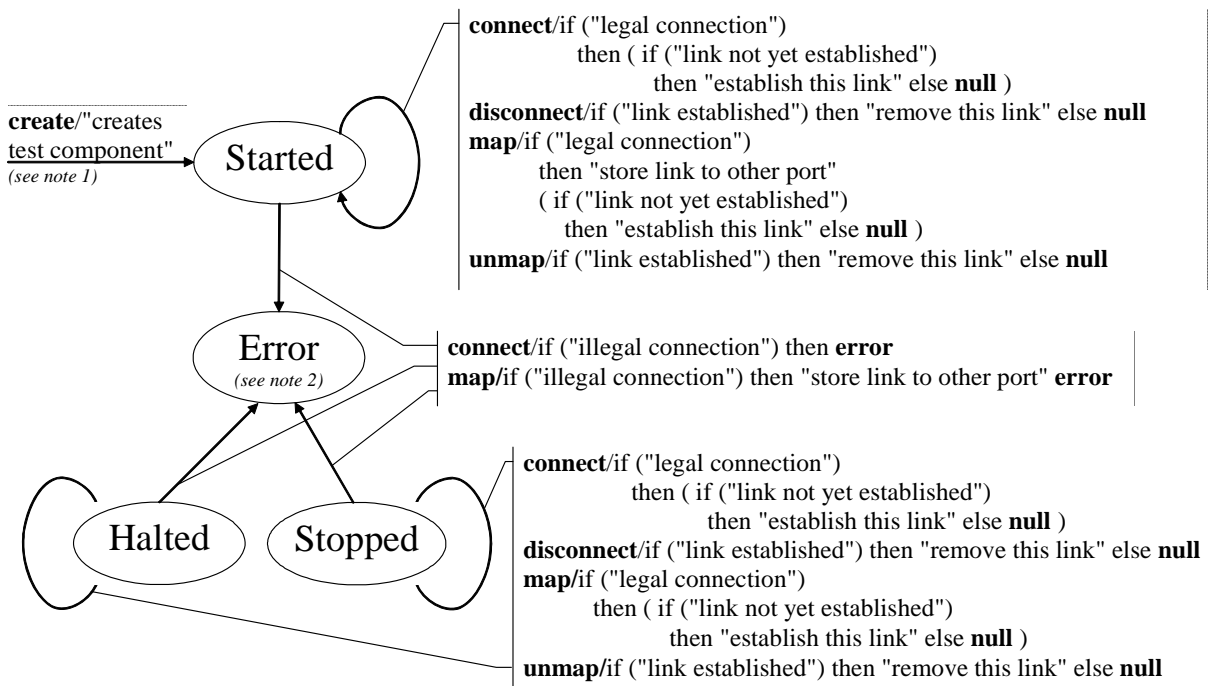 connect/if ("legal connection")
then ( if ("link not yet established")
then "establish this link" else null )
disconnect/if ("link established") then "remove this link" else null
map/if ("legal connection")
then "store link to other port"
( if ("link not yet established")
then "establish this link" else null )
unmap/if ("link established") then "remove this link" else null
create/"creates
test component"
(see note 1)
Started
Error
(see note 2)
connect/if ("illegal connection") then error
map/if ("illegal connection") then "store link to other port" error
Halted
Stopped
connect/if ("legal connection")
then ( if ("link not yet established")
then "establish this link" else null )
disconnect/if ("link established") then "remove this link" else null
map/if ("legal connection")
then ( if ("link not yet established")
then "establish this link" else null )
unmap/if ("link established") then "remove this link" else null